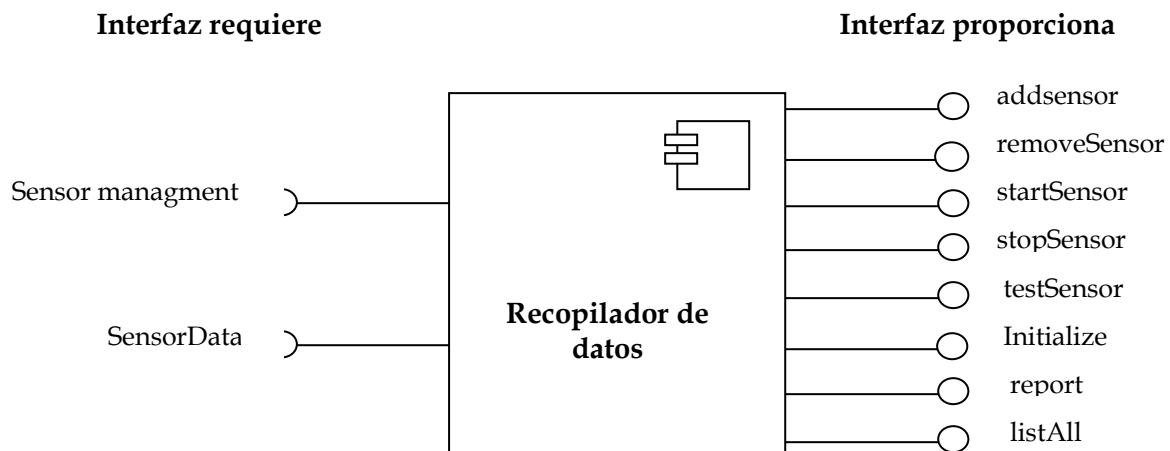 Interfaz requiere
Interfaz proporciona
addsensor
removeSensor
Sensor managment
startSensor
stopSensor
testSensor
Recopilador de
datos
SensorData
Initialize
report
listAll